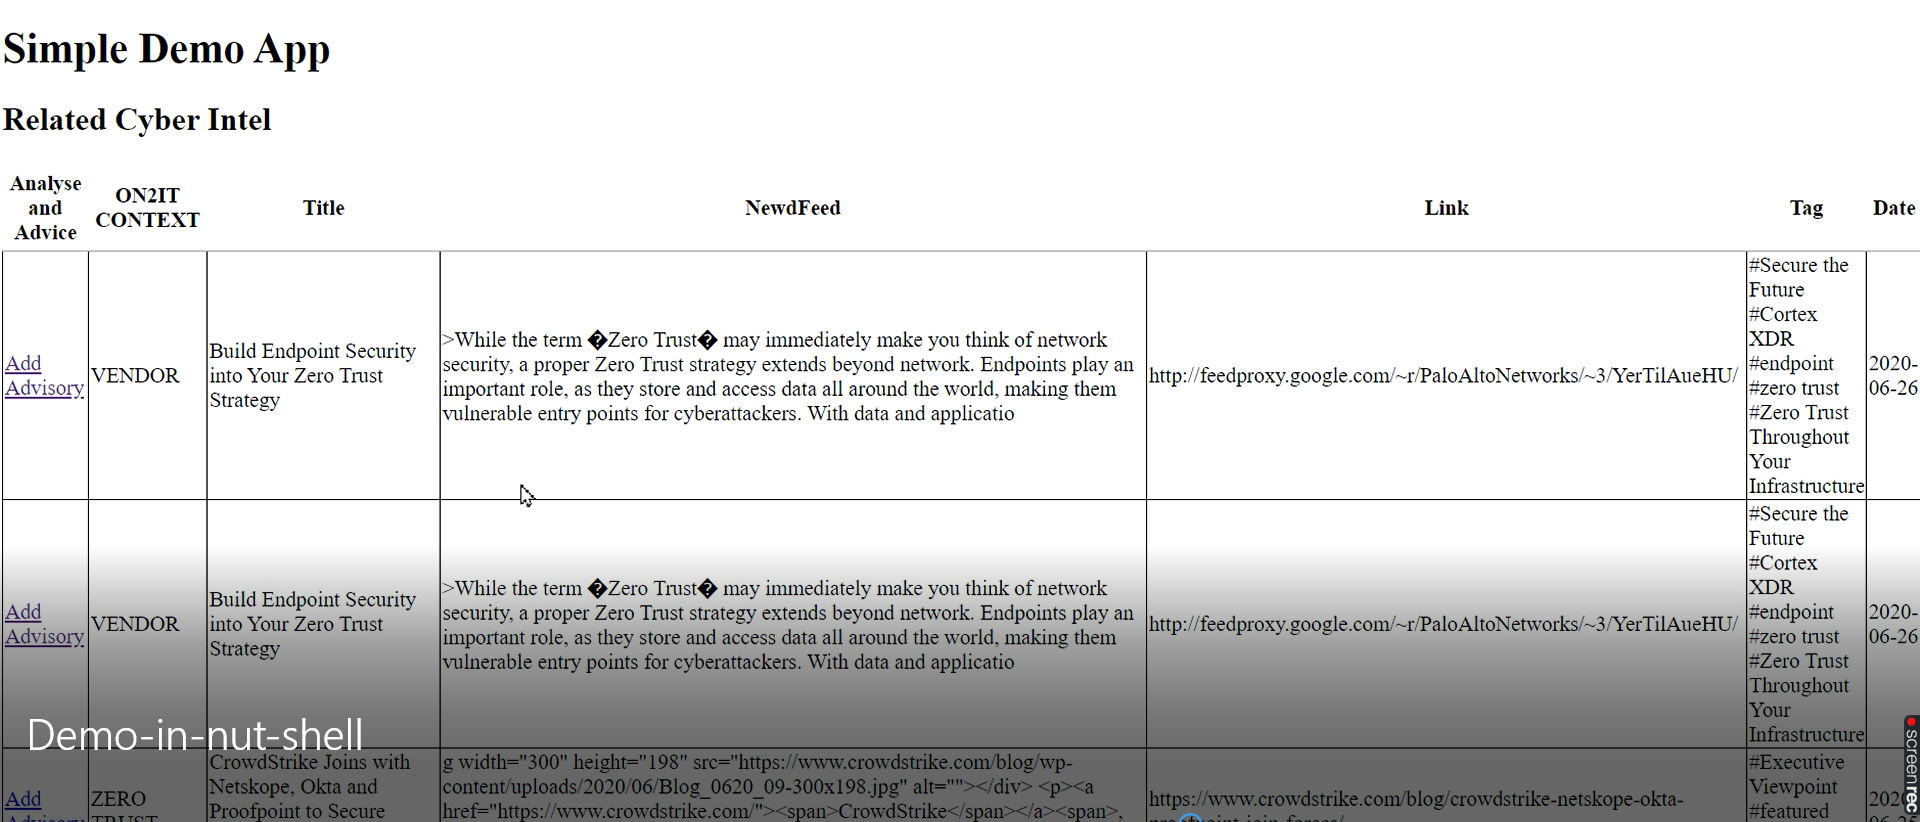 Simple Demo App
Related Cyber Intel
Analyse
and
Advice
ON2IT
CONTEXT
Title
NewdFeed
Link
Tag
Date
Add
Advisory
VENDOR
Build Endpoint Security
into Your Zero Trust
Strategy
>While the term �Zero Trust� may immediately make you think of network
security, a proper Zero Trust strategy extends beyond network. Endpoints play an
important role, as they store and access data all around the world, making them
vulnerable entry points for cyberattackers. With data and applicatio
http://feedproxy.google.com/~r/PaloAltoNetworks/~3/YerTilAueHU/
#Secure the
Future
#Cortex
XDR
#endpoint
#zero trust
#Zero Trust
Throughout
Your
Infrastructure
2020-
06-26
Add
Advisory
VENDOR
Build Endpoint Security
into Your Zero Trust
Strategy
>While the term �Zero Trust� may immediately make you think of network
security, a proper Zero Trust strategy extends beyond network. Endpoints play an
important role, as they store and access data all around the world, making them
vulnerable entry points for cyberattackers. With data and applicatio
http://feedproxy.google.com/~r/PaloAltoNetworks/~3/YerTilAueHU/
#Secure the
Future
#Cortex
XDR
#endpoint
#zero trust
#Zero Trust
Throughout
Your
Infrastructure
2020-
06-26
Demo-in-nut-shell
Add
ZERO
CrowdStrike Joins with
Netskope, Okta and
Proofpoint to Secure
g width="300" height="198" src="https://www.crowdstrike.com/blog/wp-
content/uploads/2020/06/Blog_0620_09-300x198.jpg" alt=""></div> <p><a
href="https://www.crowdstrike.com/"><span>CrowdStrike</span></a><span>,
https://www.crowdstrike.com/blog/crowdstrike-netskope-okta-
#Executive
Viewpoint
#featured
screenrec